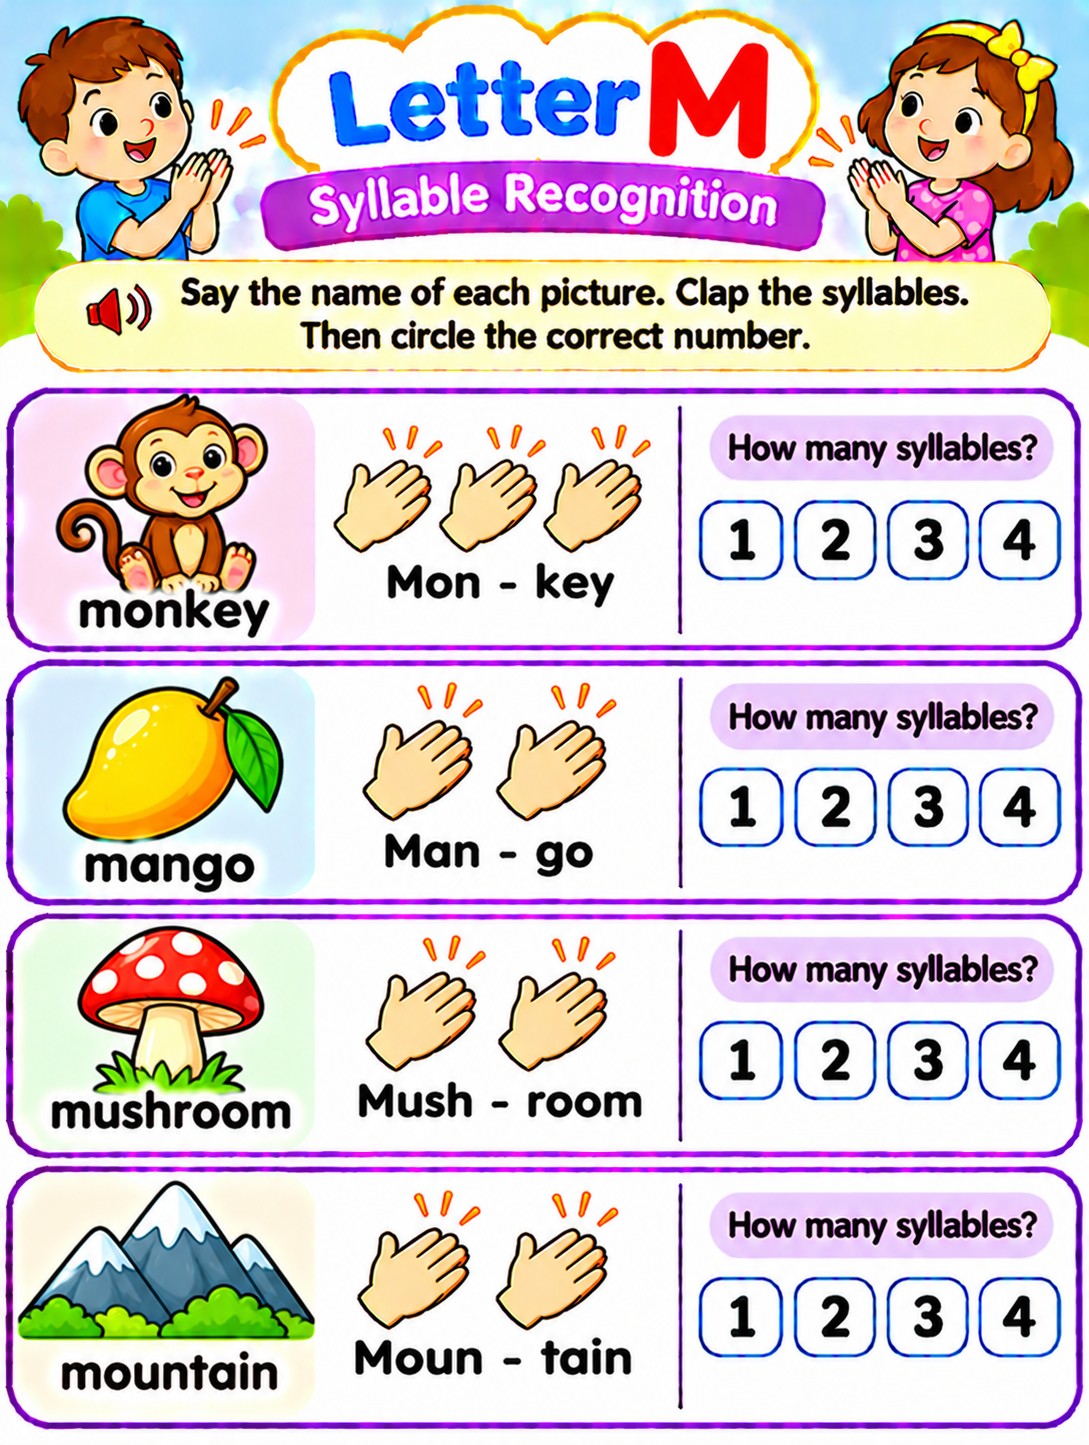 Letter M
Syllable Recognition
Say the name of each picture. Clap the syllables.
Then circle the correct number.
monkey
Mon - key
How many syllables?
1 2 3 4
mango
Man - go
How many syllables?
1 2 3 4
mushroom
Mush - room
How many syllables?
1 2 3 4
mountain
Moun - tain
How many syllables?
1 2 3 4